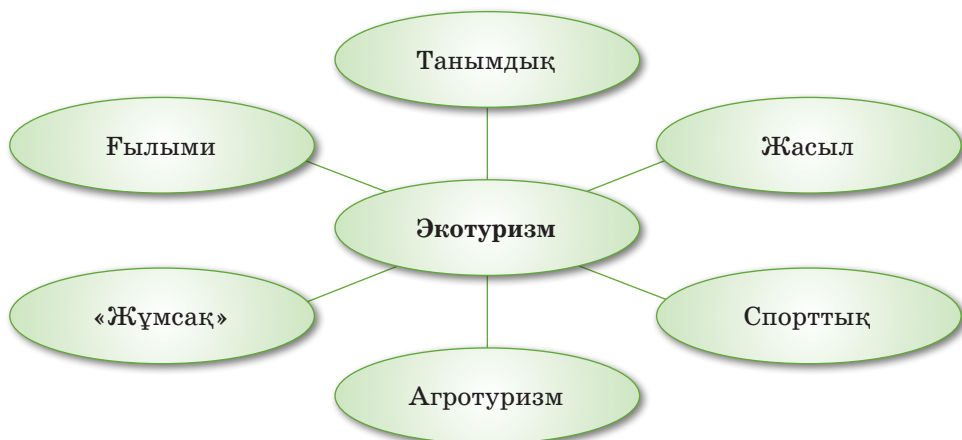 Танымдық
Ғылыми
Жасыл
Экотуризм
«Жұмсақ»
Спорттық
Агротуризм